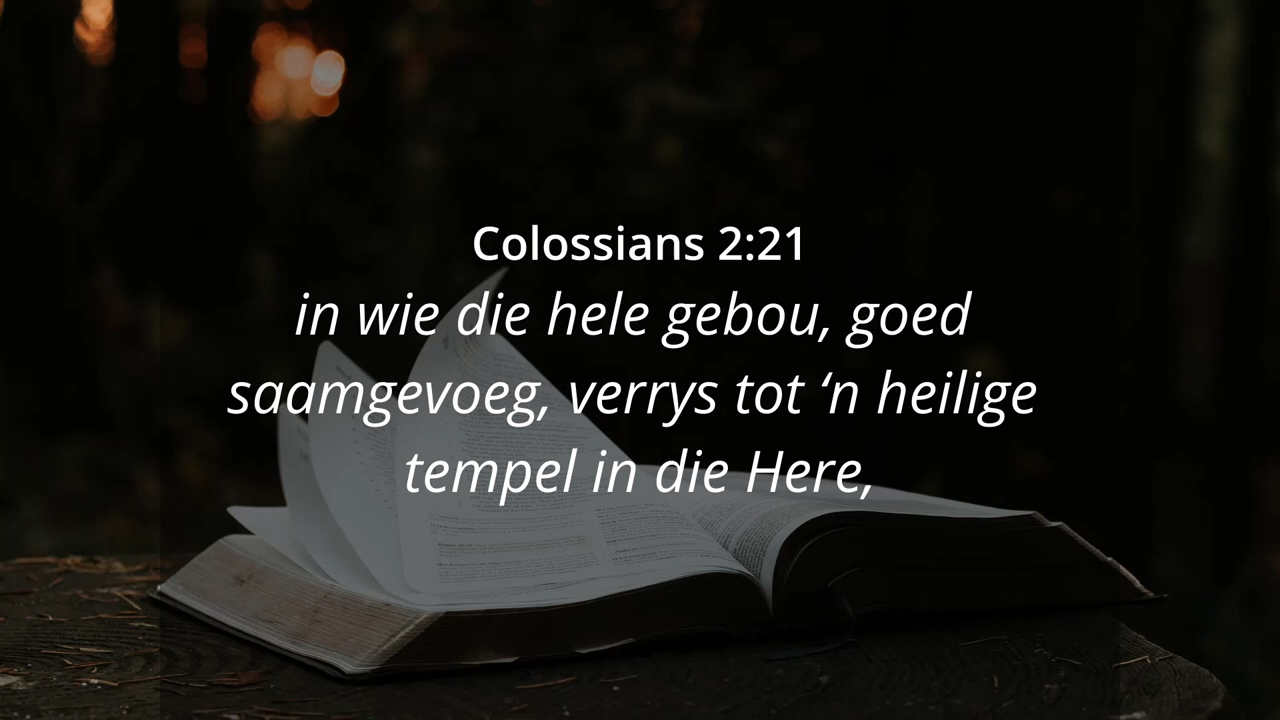 Colossians 2:21
in wie die hele gebou, goed
saamgevoeg, verrys tot ‘n heilige
tempel in die Here,